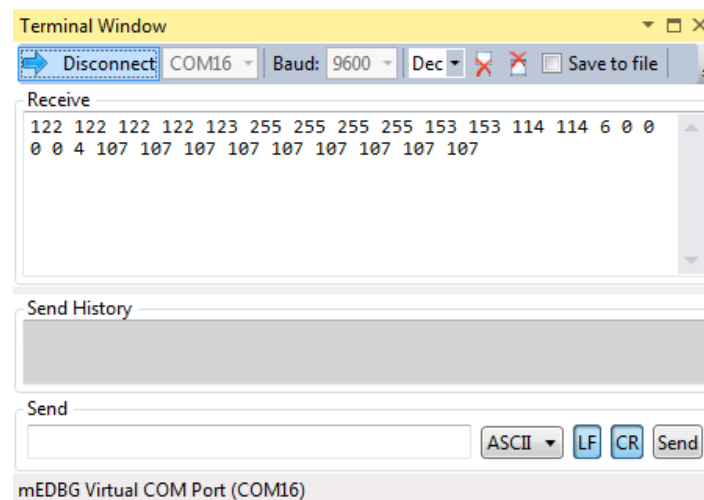 Terminal Window
Disconnect COM16 Baud: 9600 Dec Save to file
Receive
122 122 122 122 123 255 255 255 255 153 153 114 114 6 0 0
0 0 4 107 107 107 107 107 107 107 107 107
Send History
Send
ASCII LF CR Send
mEDBG Virtual COM Port (COM16)